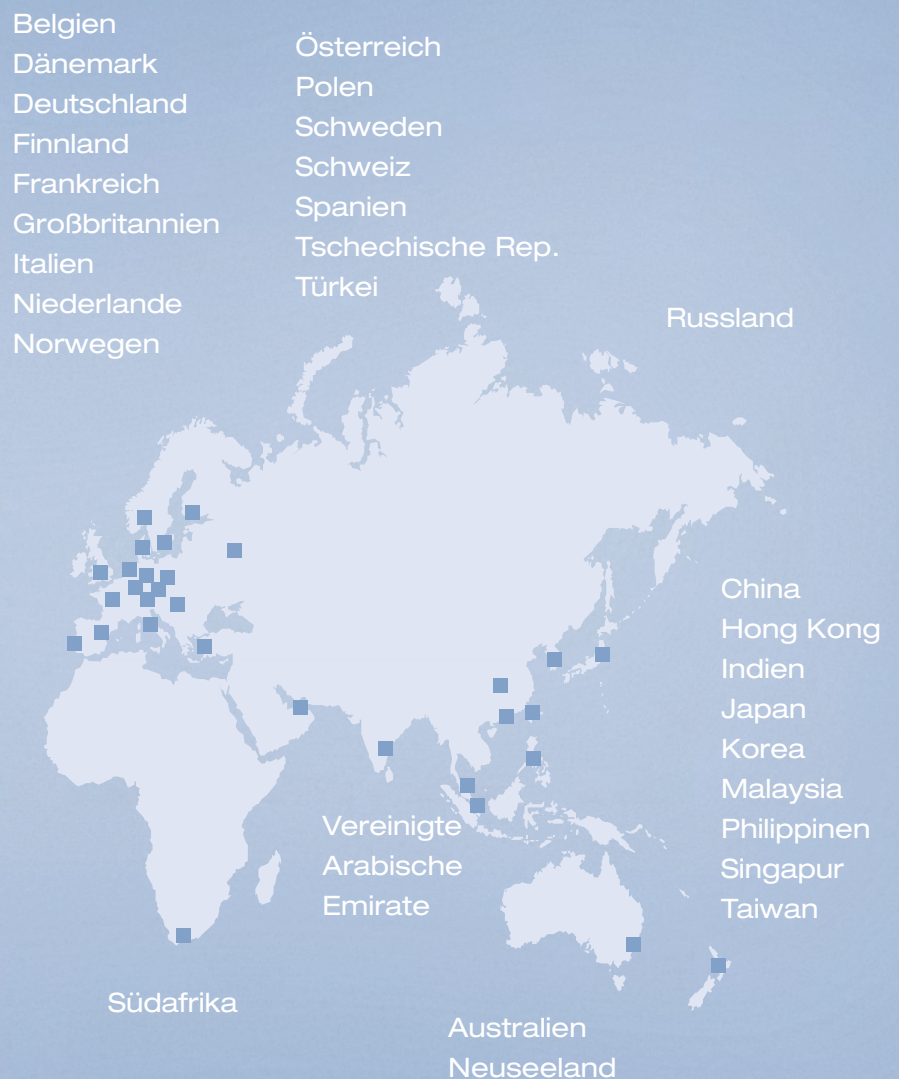 Belgien
Dänemark
Deutschland
Finnland
Frankreich
Großbritannien
Italien
Niederlande
Norwegen
Österreich
Polen
Schweden
Schweiz
Spanien
Tschechische Rep.
Türkei
Russland
China
Hong Kong
Indien
Japan
Korea
Malaysia
Philippinen
Singapur
Taiwan
Vereinigte
Arabische
Emirate
Südafrika
Australien
Neuseeland